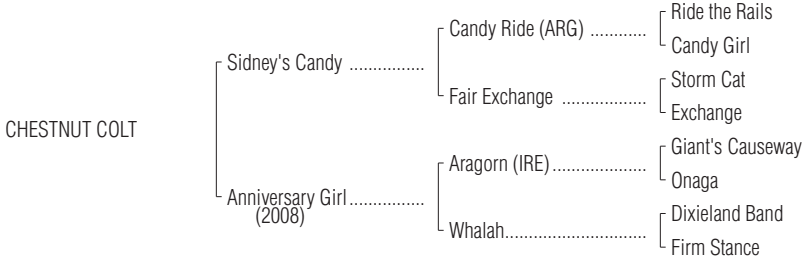 Ride the Rails
Candy Ride (ARG) ............
Candy Girl
Sidney's Candy ................
Storm Cat
Fair Exchange ...................
Exchange
CHESTNUT COLT
Giant's Causeway
Aragorn (IRE)....................
Onaga
Anniversary Girl................
(2008)
Dixieland Band
Whalah..............................
Firm Stance